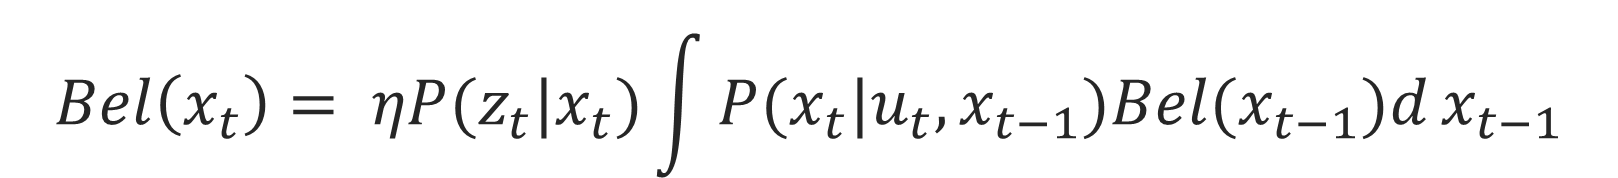 Bel(x_t) = ηP(z_t|x_t) ∫ P(x_t|u_t, x_{t−1})Bel(x_{t−1})d x_{t−1}